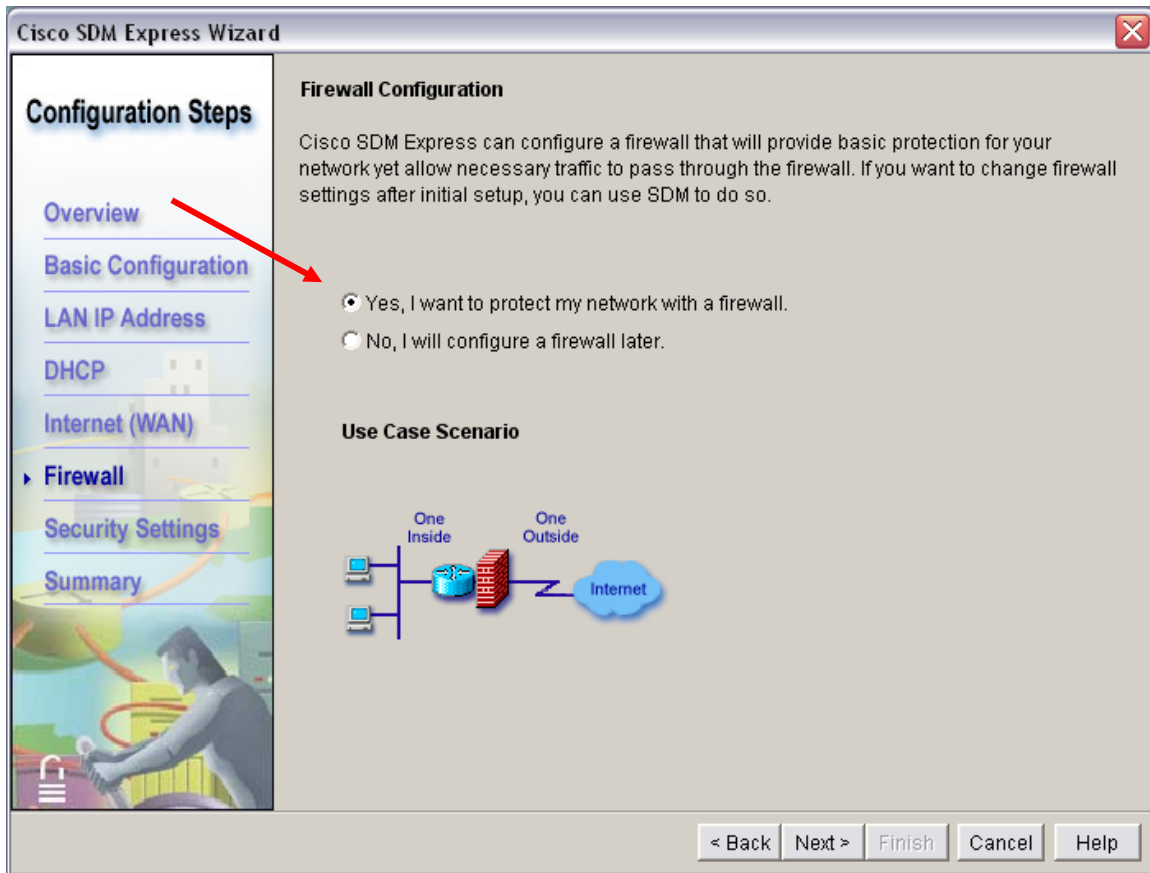 Cisco SDM Express Wizard
Configuration Steps
Overview
Basic Configuration
LAN IP Address
DHCP
Internet (WAN)
Firewall
Security Settings
Summary
Firewall Configuration
Cisco SDM Express can configure a firewall that will provide basic protection for your
network yet allow necessary traffic to pass through the firewall. If you want to change firewall
settings after initial setup, you can use SDM to do so.
Yes, I want to protect my network with a firewall.
No, I will configure a firewall later.
Use Case Scenario
One
Inside
One
Outside
Internet
< Back
Next >
Finish
Cancel
Help